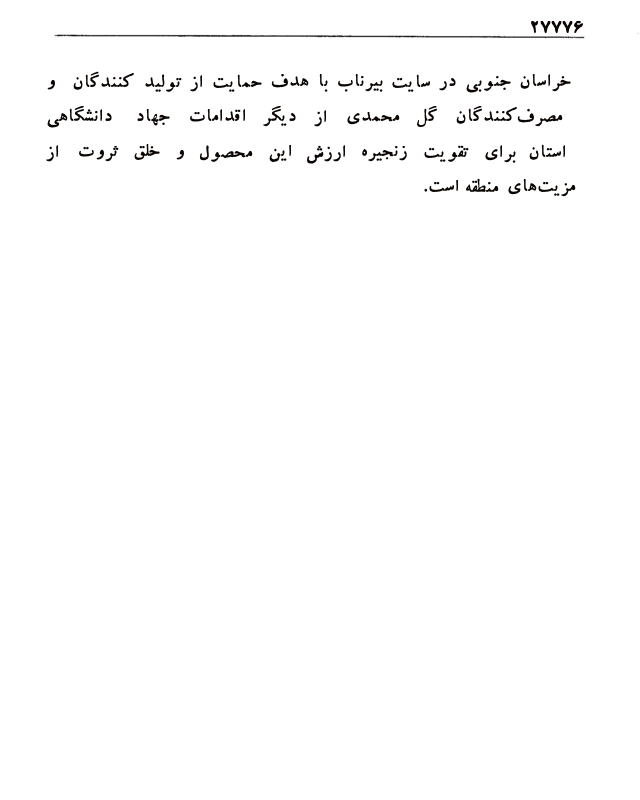 ۲۷۷۷۶
خراسان جنوبی در سایت بیرناب با هدف حمایت از تولید کنندگان و
مصرف‌کنندگان گل محمدی از دیگر اقدامات جهاد دانشگاهی
استان برای تقویت زنجیره ارزش این محصول و خلق ثروت از
مزیت‌های منطقه است.